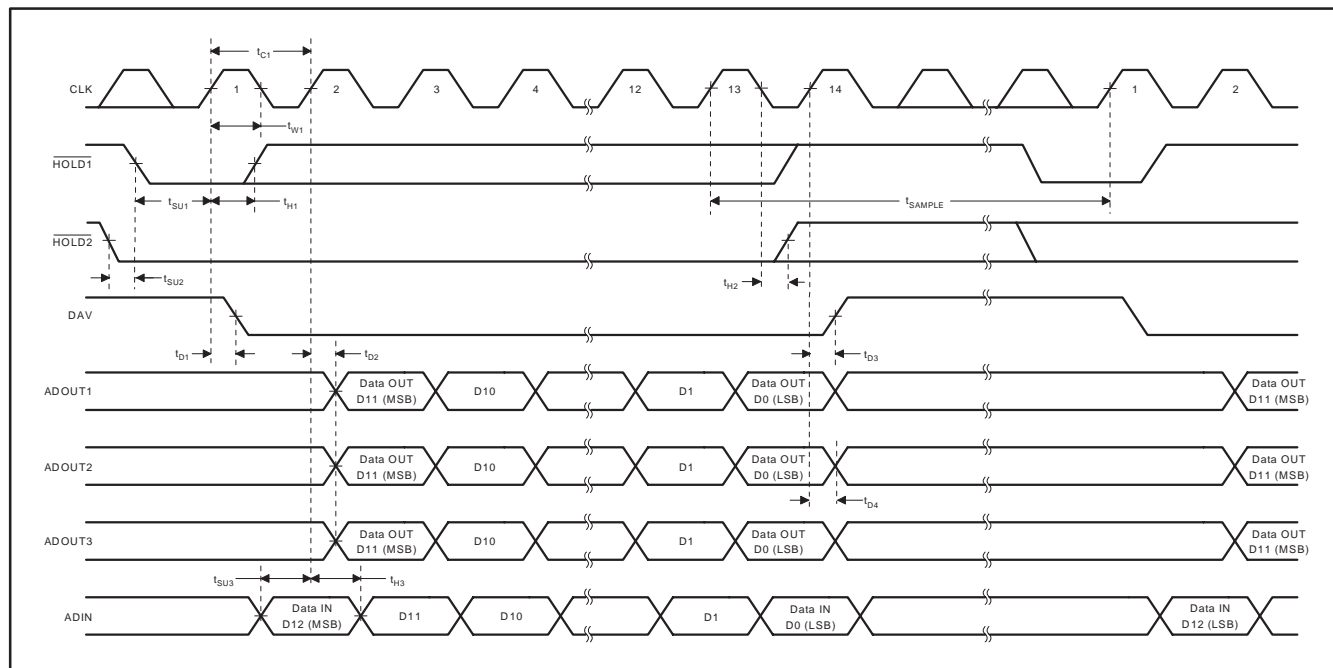 t_C1
CLK 1 2 3 4 12 13 14 1 2
t_W1
HOLD1
t_SU1 t_H1 t_SAMPLE
HOLD2
t_SU2 t_H2
DAV
t_D1 t_D2 t_D3
ADOUT1 Data OUT D11 (MSB) D10 D1 Data OUT D0 (LSB) Data OUT D11 (MSB)
ADOUT2 Data OUT D11 (MSB) D10 D1 Data OUT D0 (LSB) Data OUT D11 (MSB)
t_D4
ADOUT3 Data OUT D11 (MSB) D10 D1 Data OUT D0 (LSB) Data OUT D11 (MSB)
t_SU3 t_H3
ADIN Data IN D12 (MSB) D11 D10 D1 Data IN D0 (LSB) Data IN D12 (LSB)